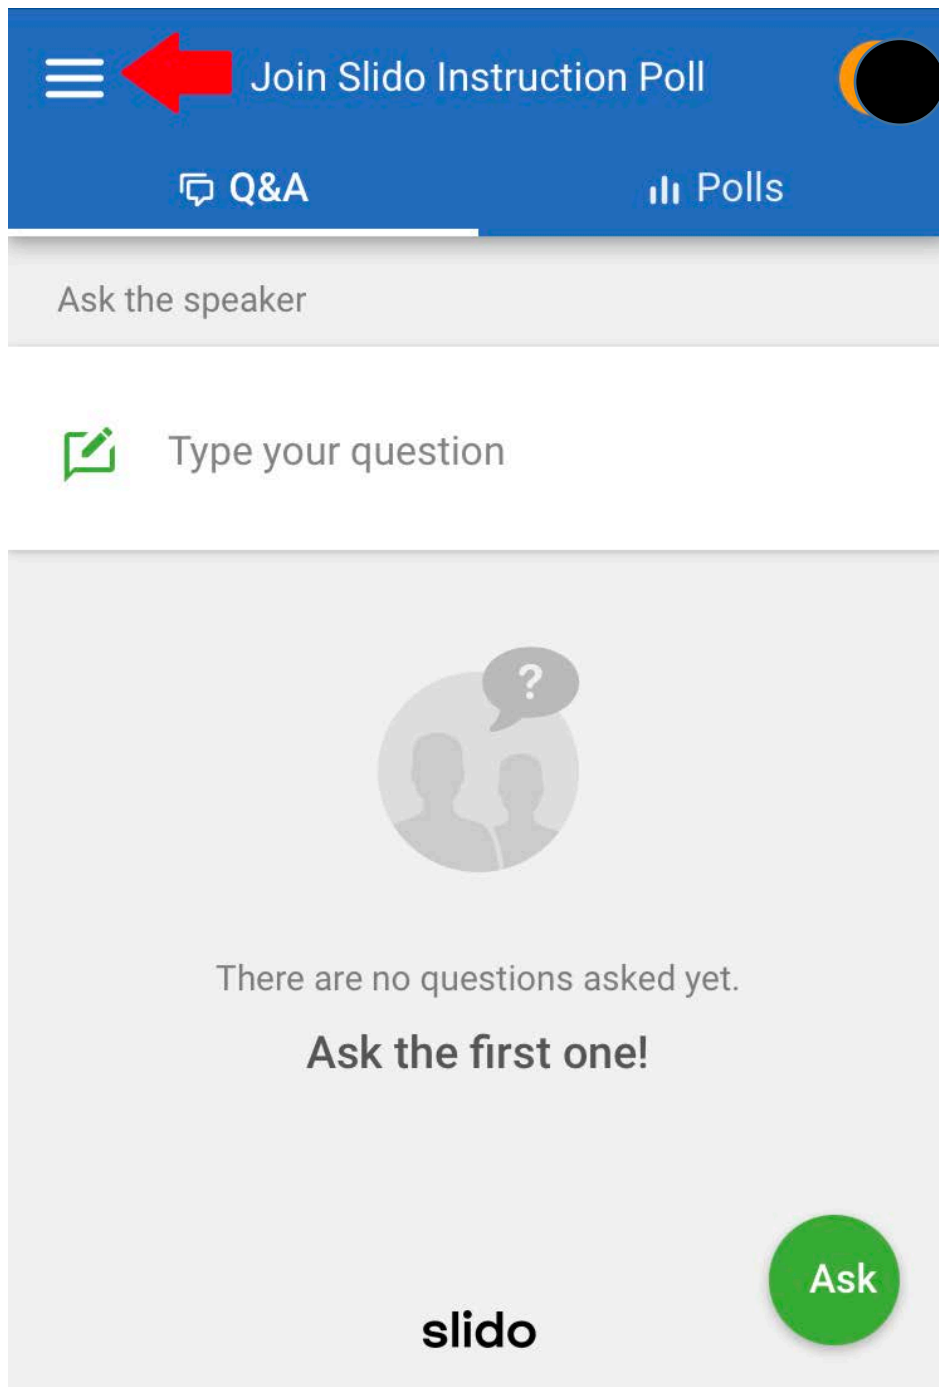 Join Slido Instruction Poll
Q&A
Polls
Ask the speaker
Type your question
?
There are no questions asked yet.
Ask the first one!
Ask
slido